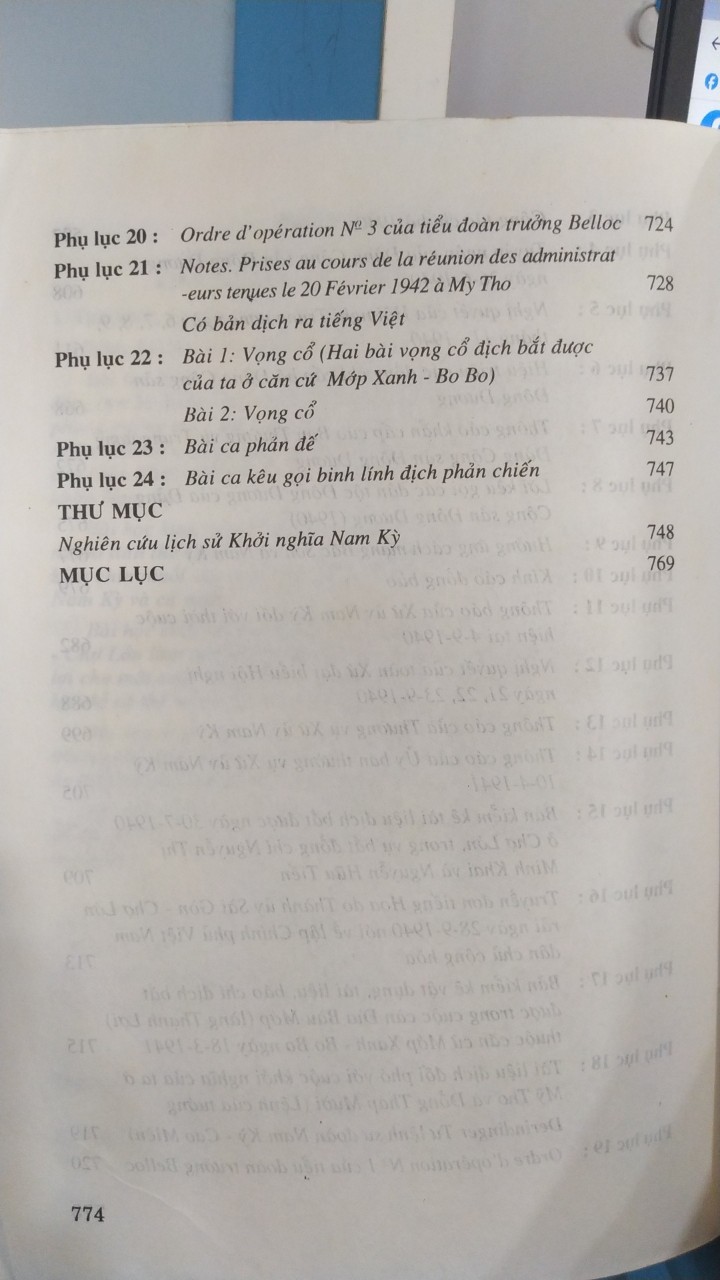 Phụ lục 20 : Ordre d'opération Nº 3 của tiểu đoàn trưởng Belloc 724
Phụ lục 21 : Notes. Prises au cours de la réunion des administrat
-eurs tenues le 20 Février 1942 à My Tho 728
Có bản dịch ra tiếng Việt
Phụ lục 22 : Bài 1: Vọng cổ (Hai bài vọng cổ địch bắt được
của ta ở căn cứ Mớp Xanh - Bo Bo) 737
Bài 2: Vọng cổ 740
Phụ lục 23 : Bài ca phản đế 743
Phụ lục 24 : Bài ca kêu gọi binh lính địch phản chiến 747
THƯ MỤC
Nghiên cứu lịch sử Khởi nghĩa Nam Kỳ 748
MỤC LỤC 769
774